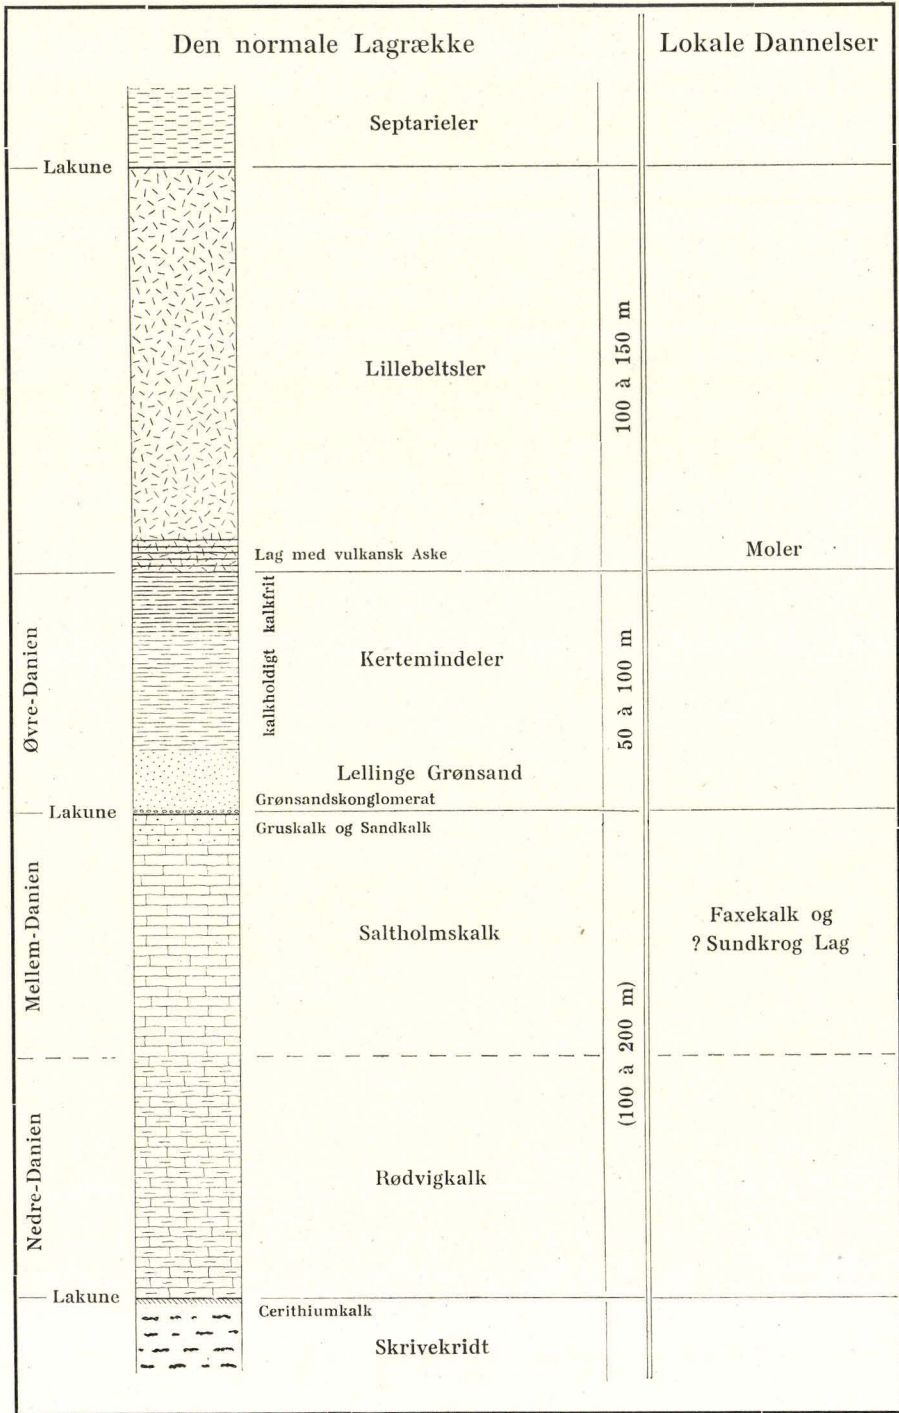 Den normale Lagrække
Lokale Dannelser
Septarieler
Lakune
Lillebeltsler
100 à 150 m
Lag med vulkansk Aske
Moler
Øvre-Danien
kalkfrit
kalkholdigt
Kertemindeler
50 à 100 m
Lellinge Grønsand
Grønsandskonglomerat
Lakune
Gruskalk og Sandkalk
Mellem-Danien
Saltholmskalk
Faxekalk og
? Sundkrog Lag
(100 à 200 m)
Nedre-Danien
Rødvigkalk
Lakune
Cerithiumkalk
Skrivekridt